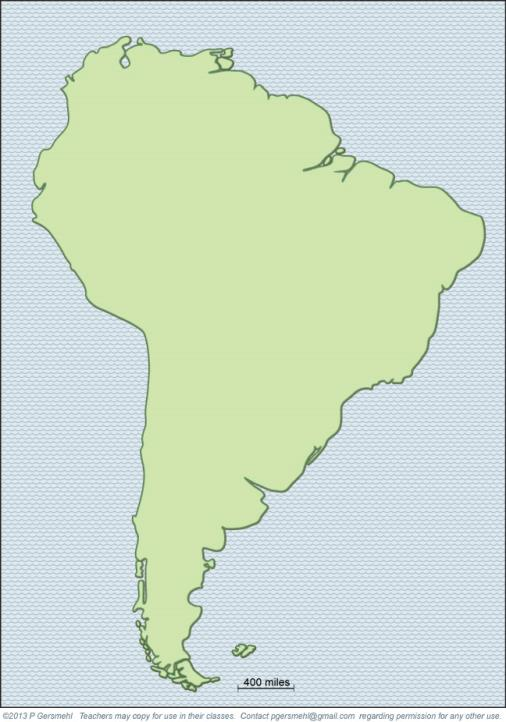 400 miles
©2013 P Gersmehl Teachers may copy for use in their classes. Contact pgersmehl@gmail.com regarding permission for any other use.